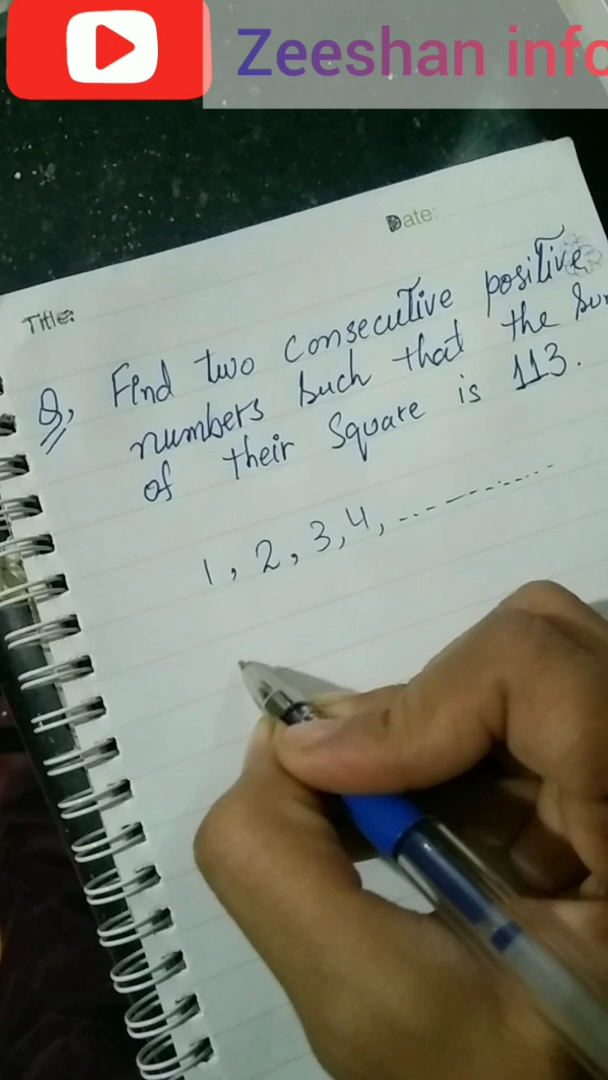 Zeeshan info
Date:
Title:
Q, Find two consecutive positive
numbers such that the Su
of their Square is 113.
1, 2, 3, 4, ...----......